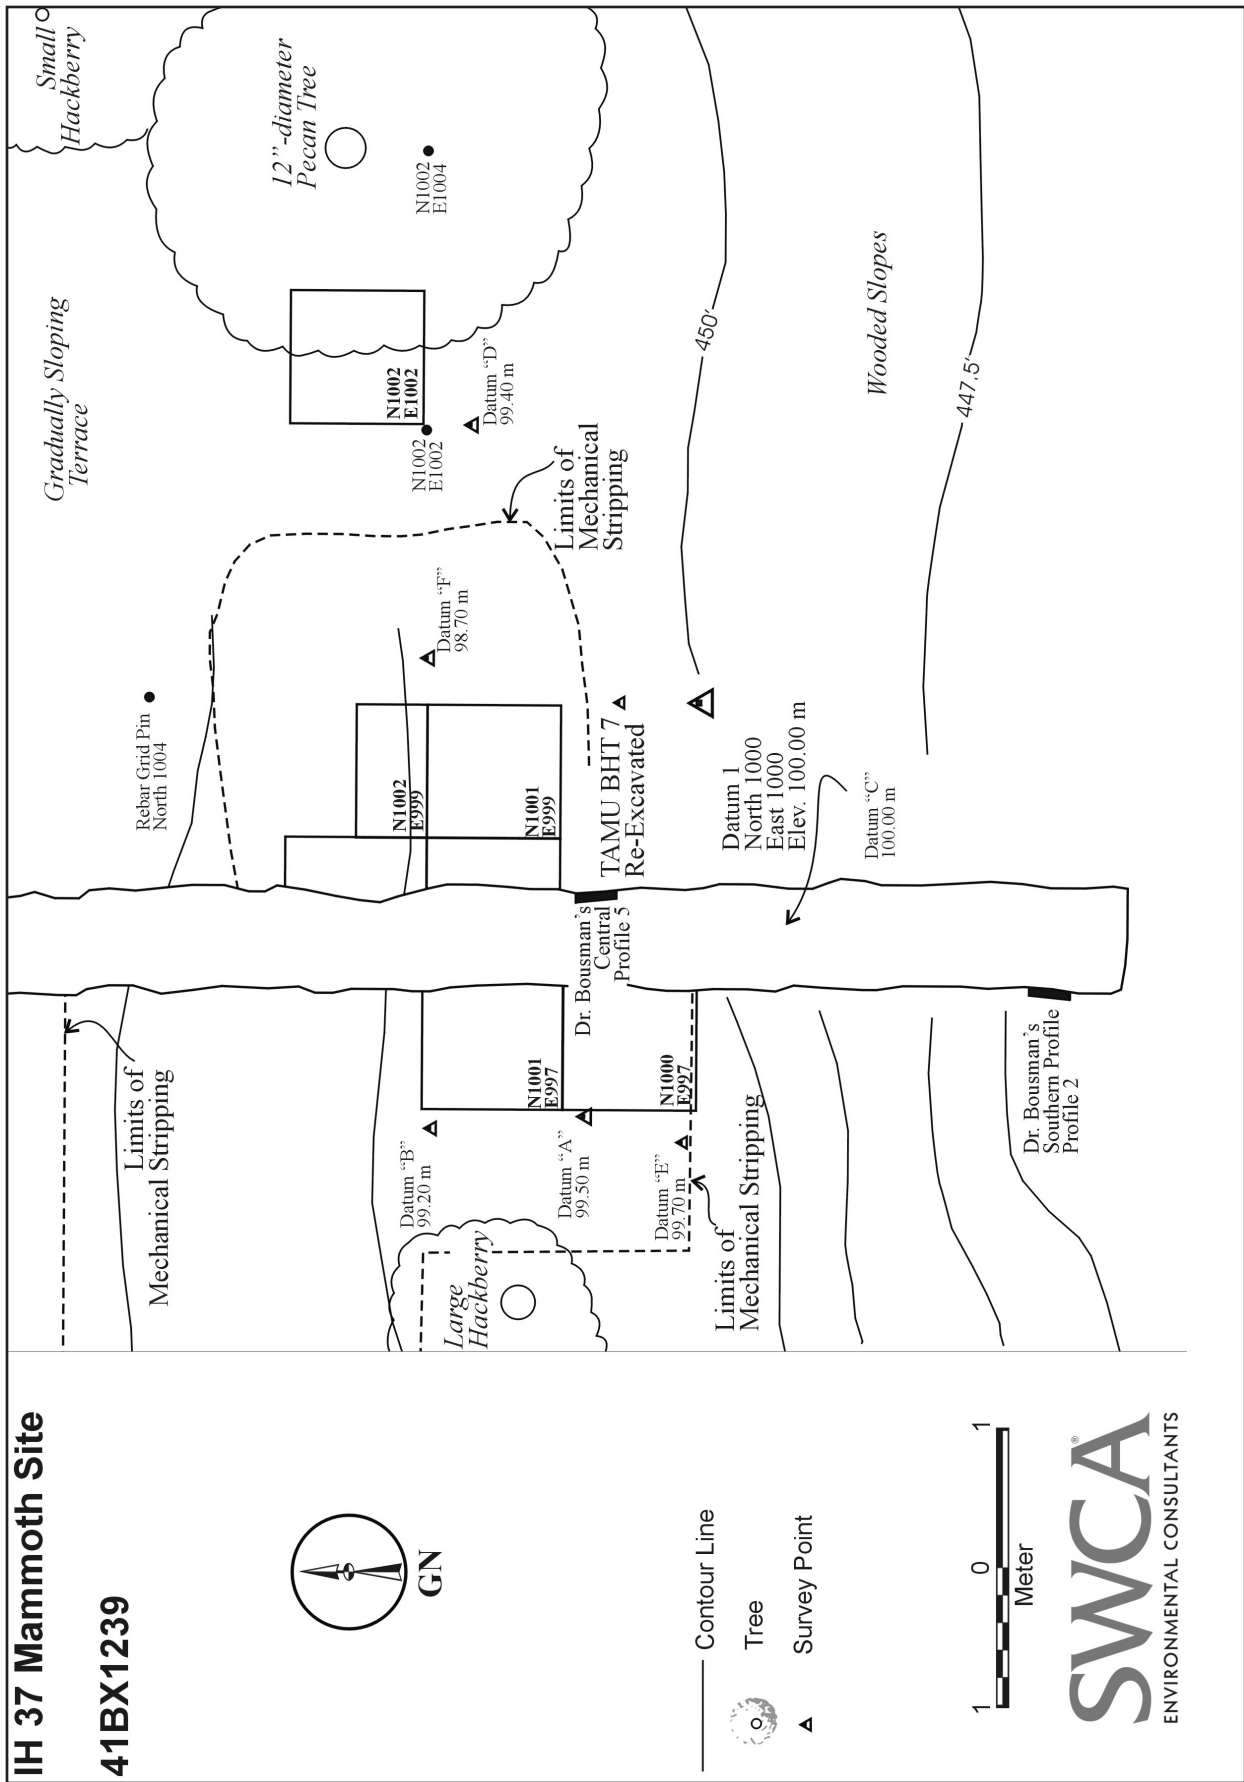 IH 37 Mammoth Site
41BX1239
GN
Contour Line
Tree
Survey Point
1
0
1
Meter
SWCA®
ENVIRONMENTAL CONSULTANTS
Limits of
Mechanical Stripping
Large
Hackberry
Datum “B”
99.20 m
Datum “A”
99.50 m
Datum “E”
99.70 m
Limits of
Mechanical Stripping
N1001
E997
N1000
E997
Dr. Bousman’s
Southern Profile
Profile 2
Dr. Bousman’s
Central
Profile 5
Rebar Grid Pin
North 1004
N1002
E999
N1001
E999
TAMU BHT 7
Re-Excavated
Datum 1
North 1000
East 1000
Elev. 100.00 m
Datum “C”
100.00 m
Datum “F”
98.70 m
Limits of
Mechanical
Stripping
Gradually Sloping
Terrace
N1002
E1002
N1002
E1002
Datum “D”
99.40 m
450’
447.5’
Wooded Slopes
Small
Hackberry
12”-diameter
Pecan Tree
N1002
E1004